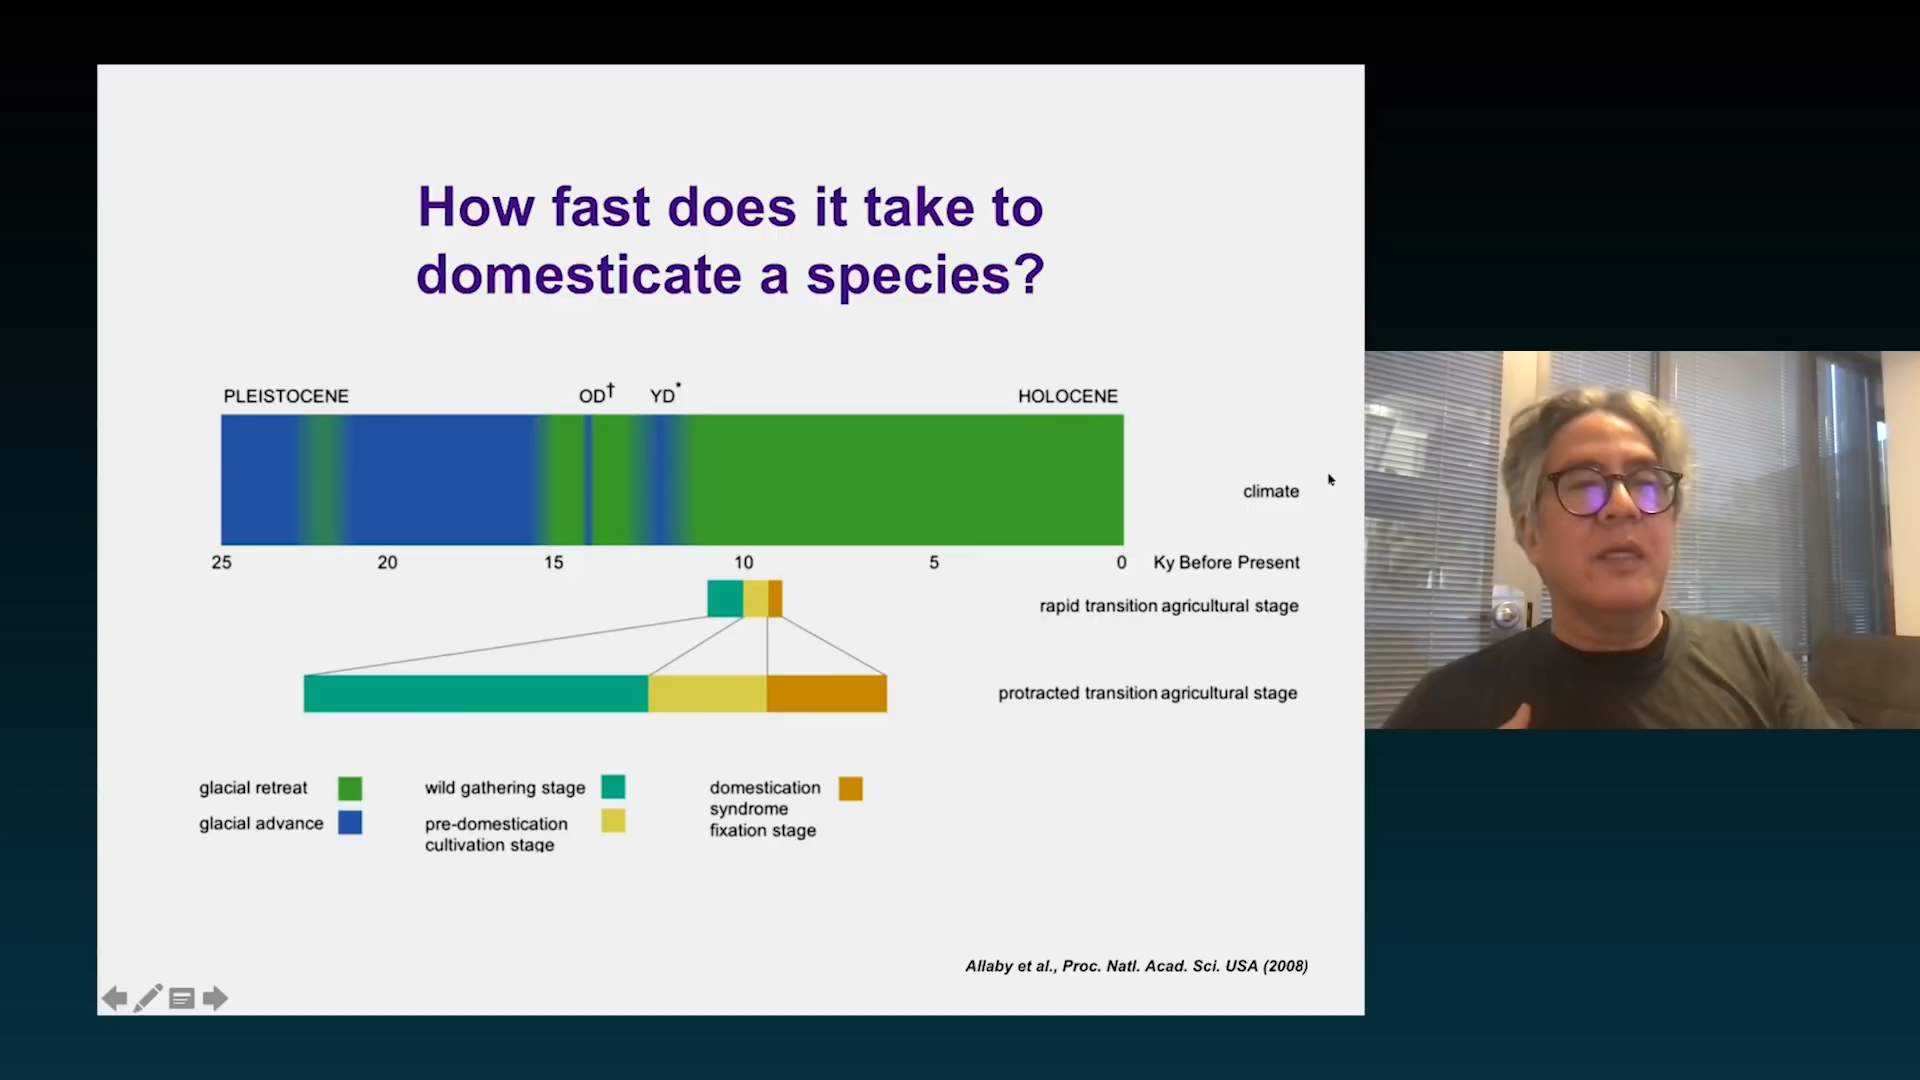 How fast does it take to
domesticate a species?
PLEISTOCENE OD† YD* HOLOCENE
climate
25 20 15 10 5 0 Ky Before Present
rapid transition agricultural stage
protracted transition agricultural stage
glacial retreat
glacial advance
wild gathering stage
pre-domestication
cultivation stage
domestication
syndrome
fixation stage
Allaby et al., Proc. Natl. Acad. Sci. USA (2008)